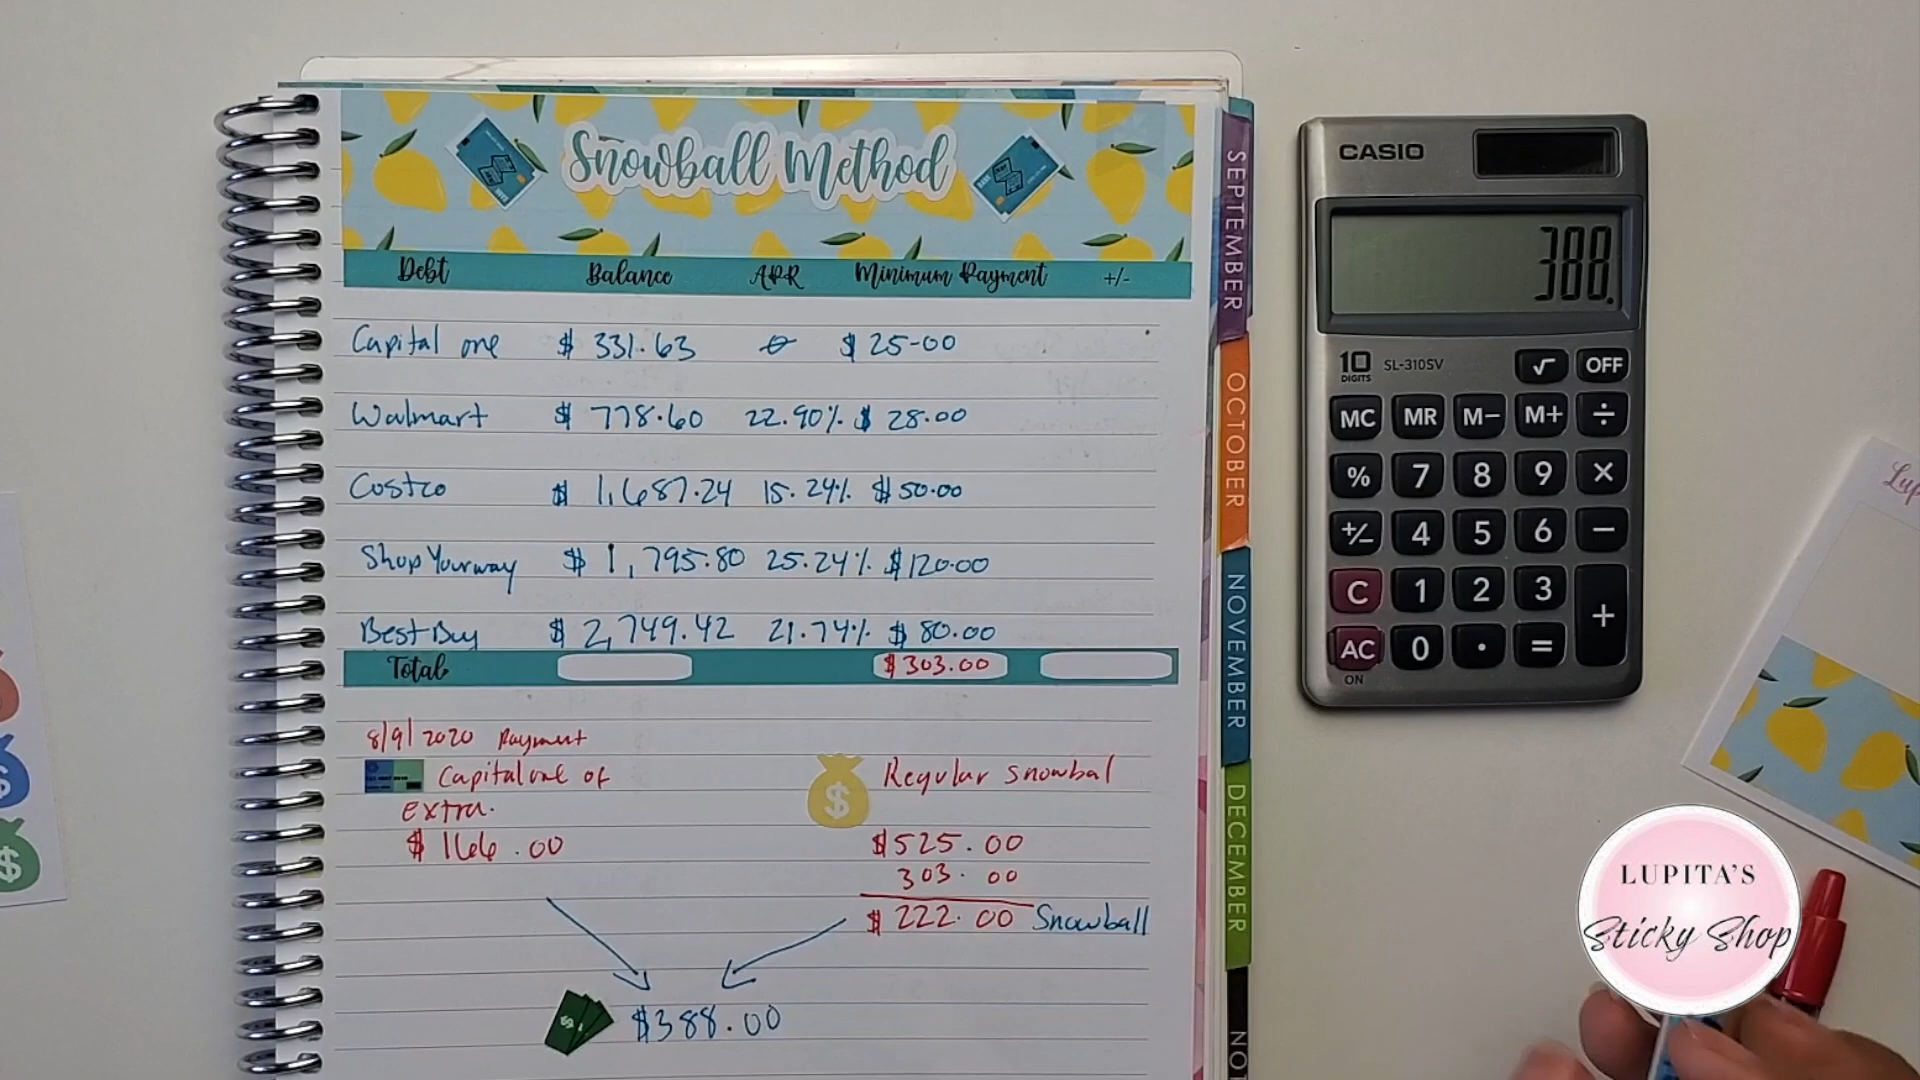 Snowball Method
Debt Balance APR Minimum Payment +/-
Capital one $ 331.63 0 $ 25-00
Walmart $ 778.60 22.90% $ 28.00
Costco $ 1,687.24 15.24% $50.00
Shop Yourway $ 1,795.80 25.24% $120.00
Best Buy $ 2,749.42 21.74% $ 80.00
Total $303.00
8/9/2020 Payment
Capital one of
extra.
$ 166.00
Regular snowbal
$525.00
303.00
$ 222.00 Snowball
$388.00
SEPTEMBER
OCTOBER
NOVEMBER
DECEMBER
NOT
CASIO
388.
10 DIGITS SL-310SV √ OFF
MC MR M− M+ ÷
% 7 8 9 ×
+/− 4 5 6 −
C 1 2 3 +
AC 0 . =
ON
Lup
LUPITA'S
Sticky Shop